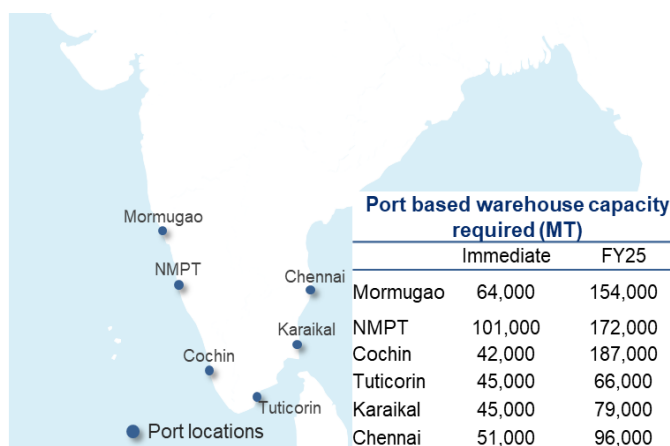 Mormugao
NMPT
Chennai
Karaikal
Cochin
Tuticorin
Port locations
Port based warehouse capacity
required (MT)
Immediate FY25
Mormugao 64,000 154,000
NMPT 101,000 172,000
Cochin 42,000 187,000
Tuticorin 45,000 66,000
Karaikal 45,000 79,000
Chennai 51,000 96,000